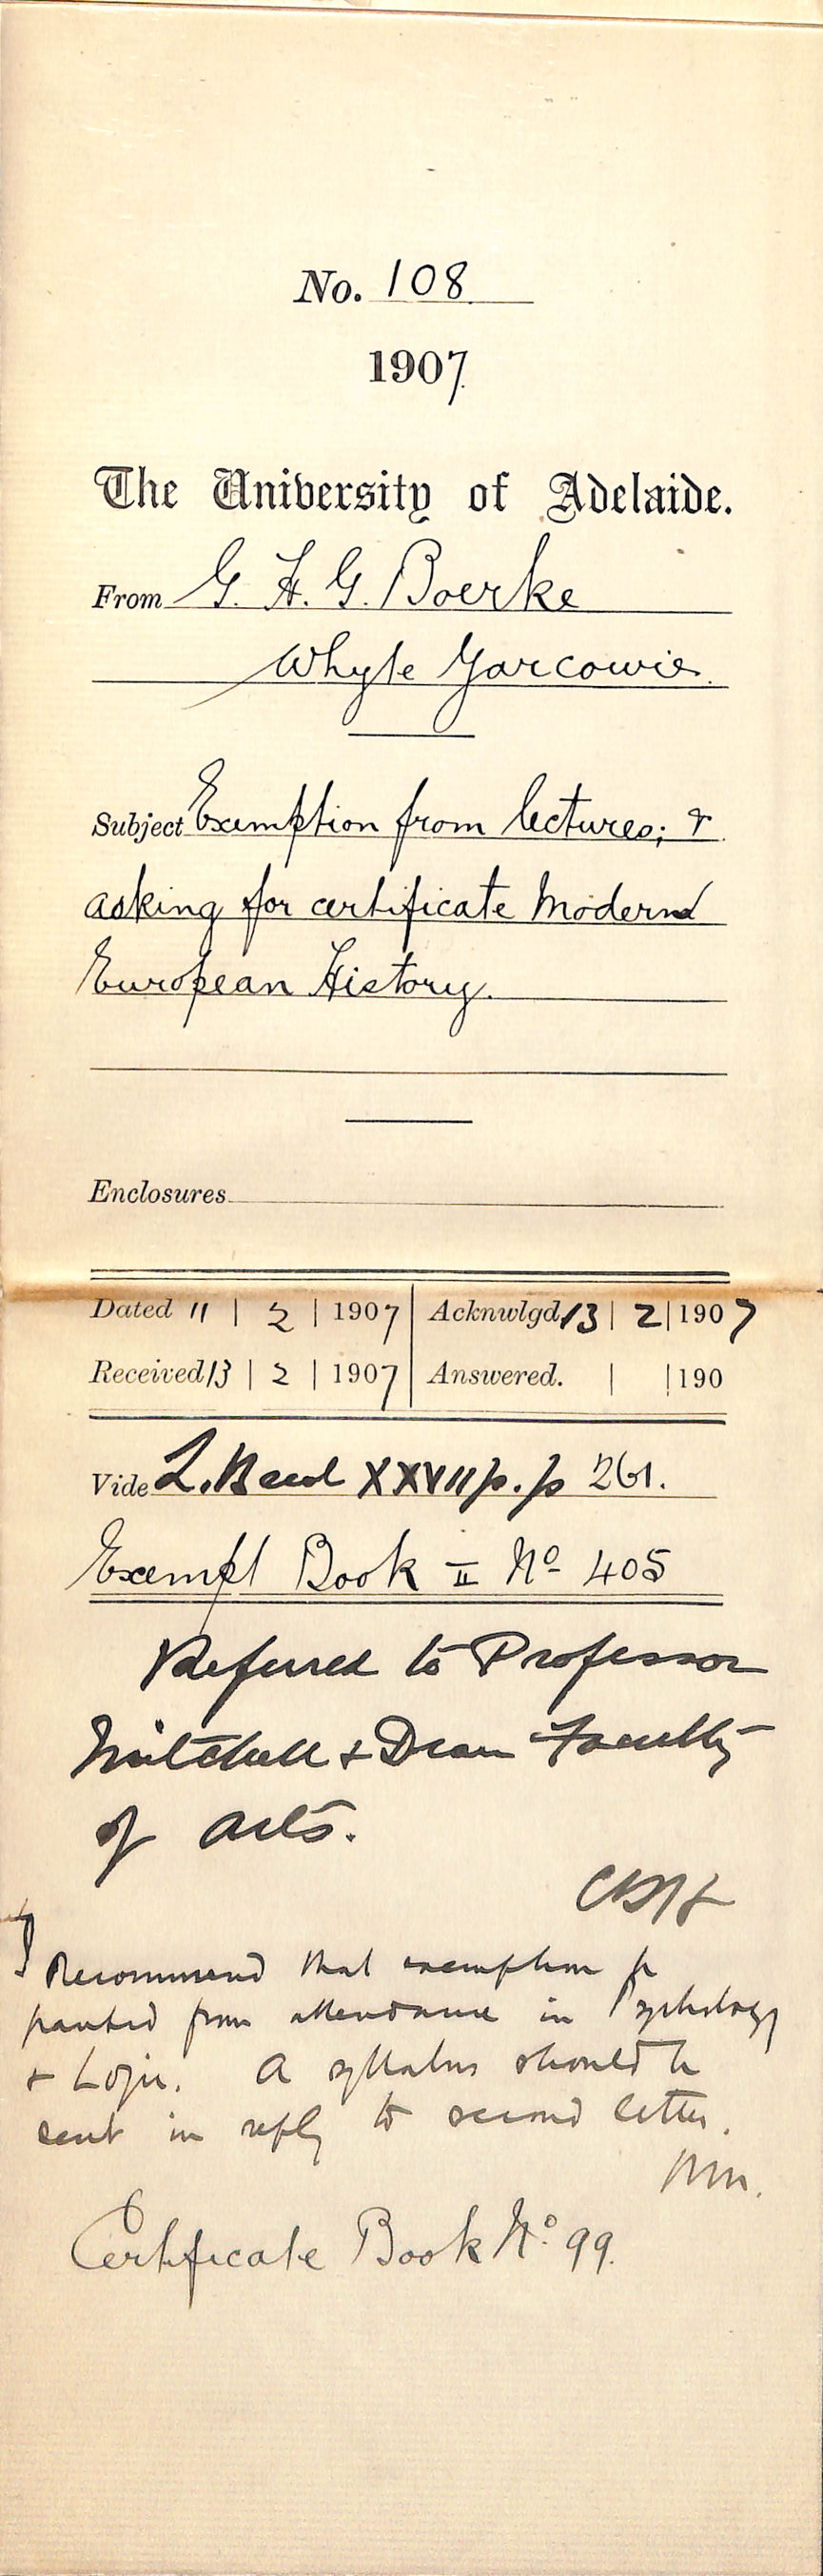 No. 108
1907
The University of Adelaide.
From G. H. G. Boerke
Whyte Yarcowie.
Subject Exemption from lectures; &
asking for certificate Modern
European History.
Enclosures
Dated 11 | 2 | 1907 Acknwlgd. 13 | 2 | 1907
Received 13 | 2 | 1907 Answered. | | 190
Vide L. Book XXVII p. p 261.
Exempt Book II No 405
Referred to Professor
Mitchell & Dean Faculty
of Arts.
I Recommend that exemption be
granted from attendance in Psychology
& Logic. A syllabus should be
sent in reply to second letter.
WM.
Certificate Book No. 99.